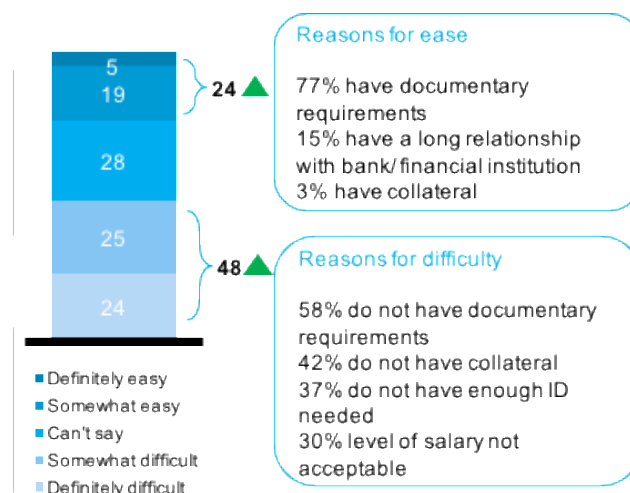 5
19
24
28
25
48
24
Definitely easy
Somewhat easy
Can't say
Somewhat difficult
Definitely difficult
Reasons for ease
77% have documentary
requirements
15% have a long relationship
with bank/ financial institution
3% have collateral
Reasons for difficulty
58% do not have documentary
requirements
42% do not have collateral
37% do not have enough ID
needed
30% level of salary not
acceptable